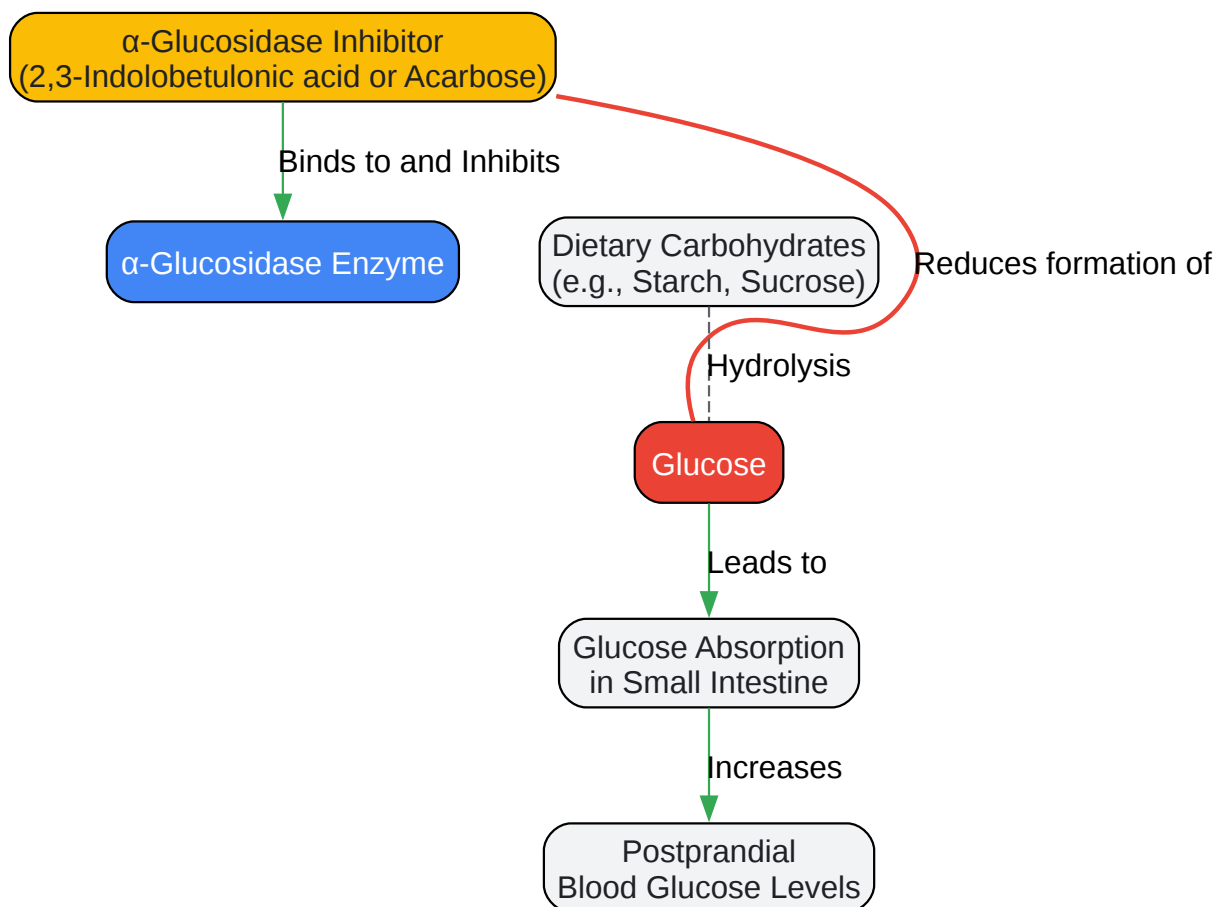 α-Glucosidase Inhibitor
(2,3-Indolobetulonic acid or Acarbose)
Binds to and Inhibits
α-Glucosidase Enzyme
Dietary Carbohydrates
(e.g., Starch, Sucrose)
Reduces formation of
Hydrolysis
Glucose
Leads to
Glucose Absorption
in Small Intestine
Increases
Postprandial
Blood Glucose Levels